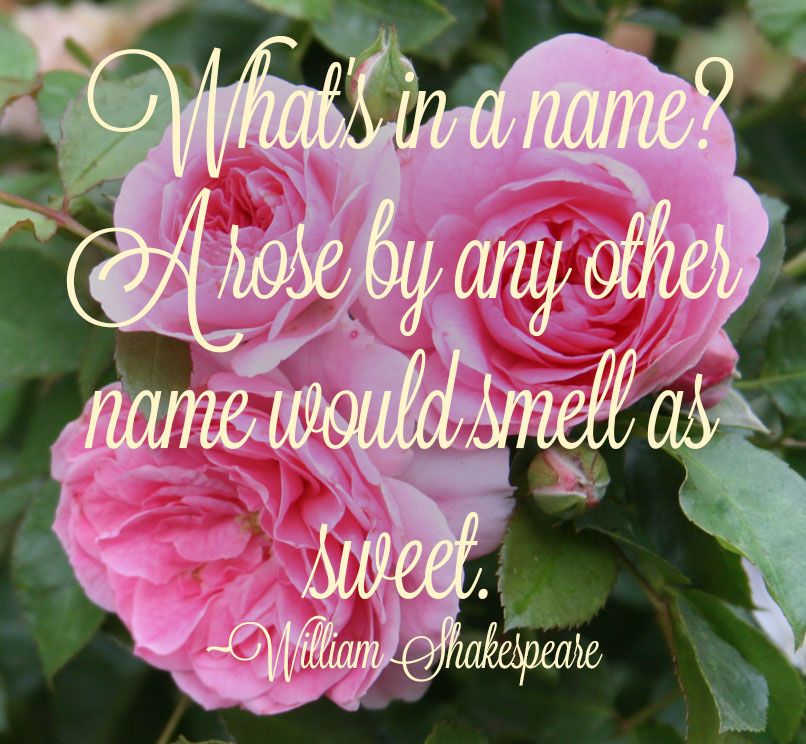 What's in a name?
A rose by any other
name would smell as
sweet.
~William Shakespeare